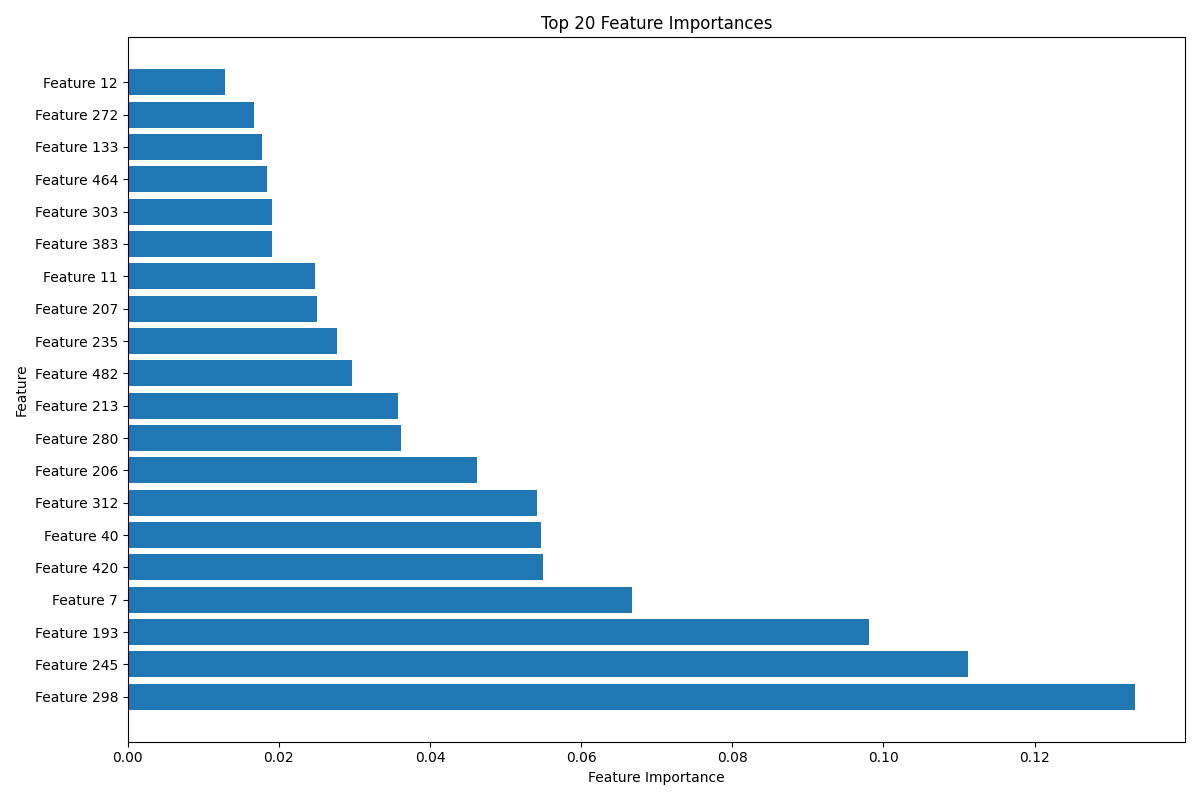 Top 20 Feature Importances
Feature 12
Feature 272
Feature 133
Feature 464
Feature 303
Feature 383
Feature 11
Feature 207
Feature 235
Feature 482
Feature 213
Feature 280
Feature 206
Feature 312
Feature 40
Feature 420
Feature 7
Feature 193
Feature 245
Feature 298
Feature
0.00 0.02 0.04 0.06 0.08 0.10 0.12
Feature Importance